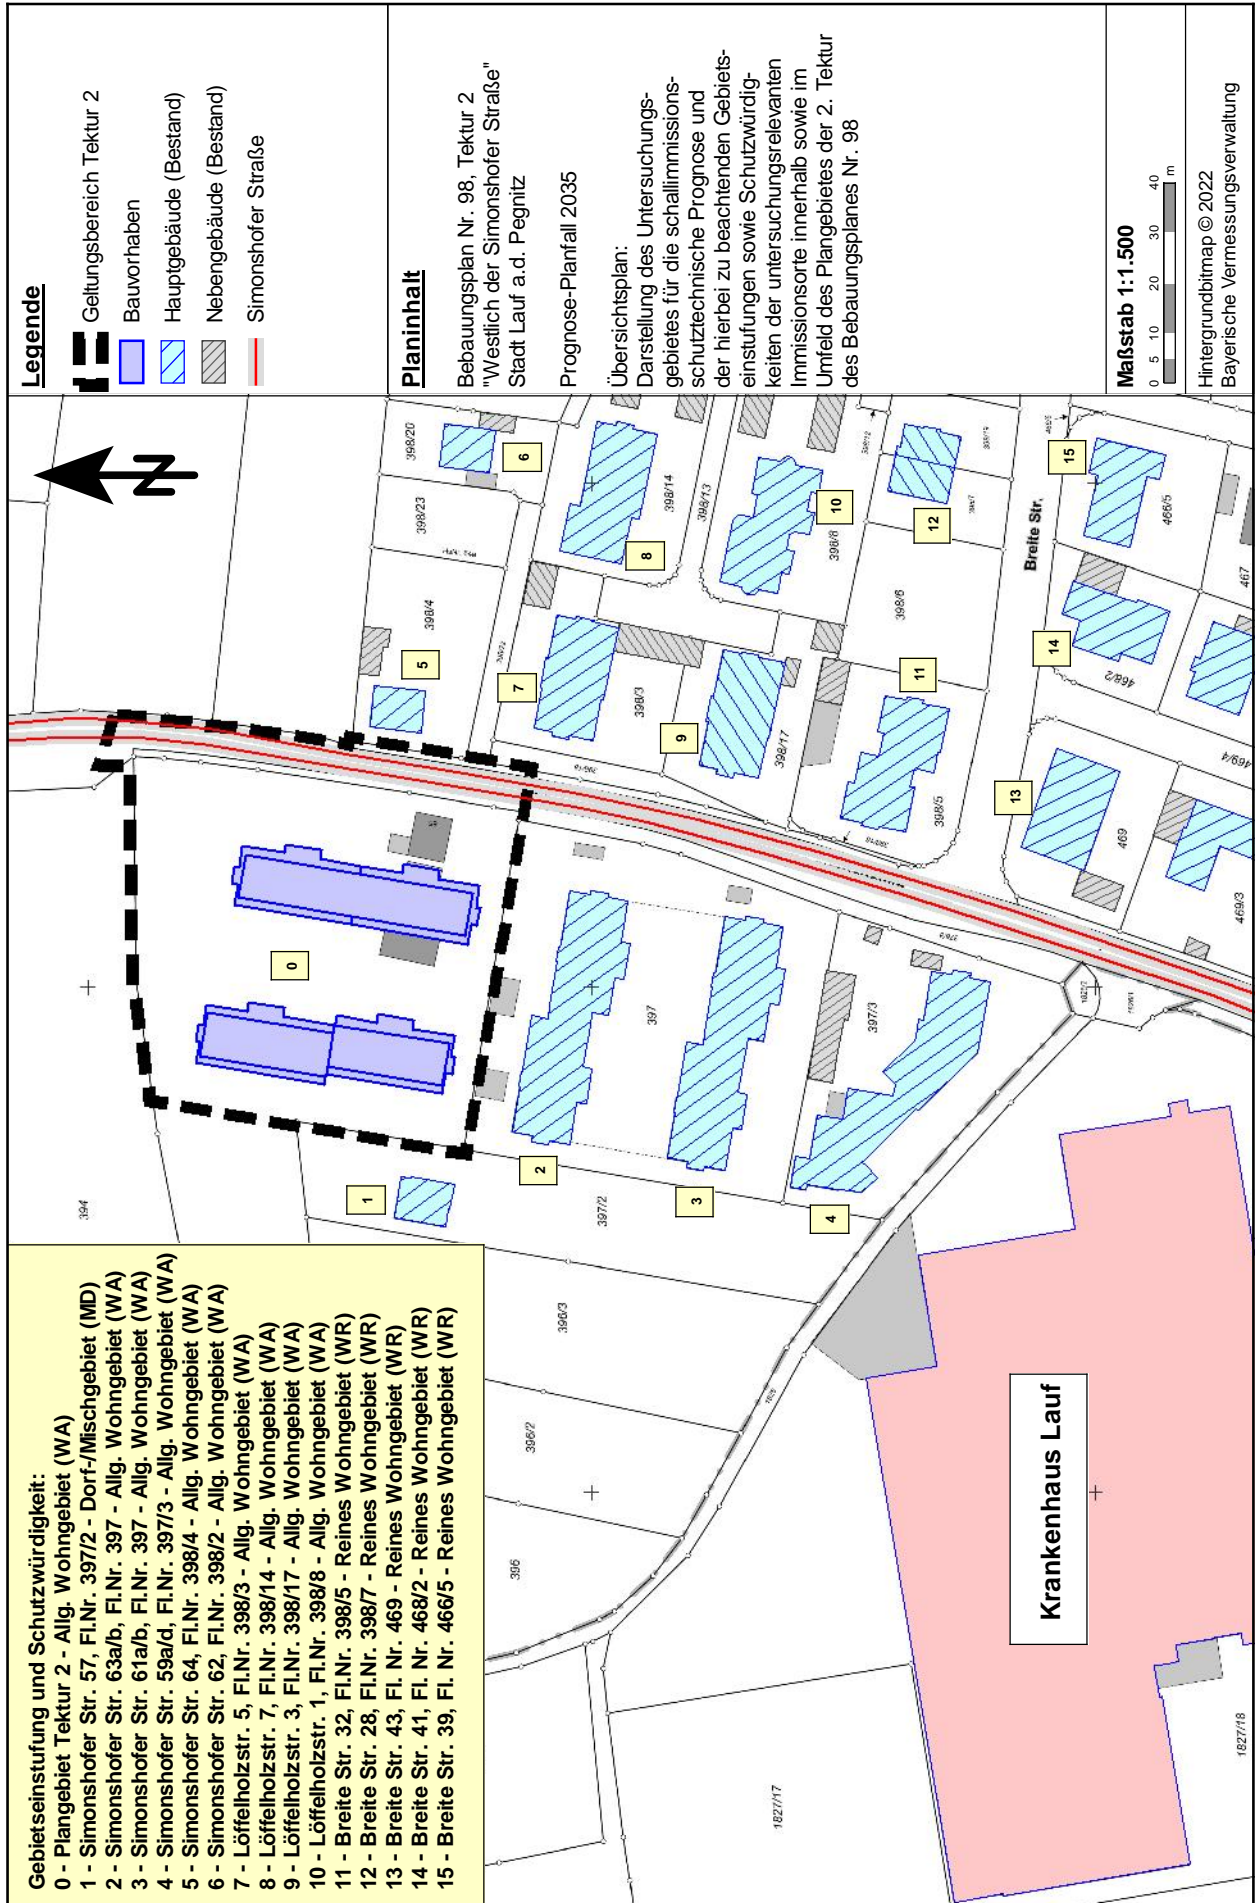 Gebietseinstufung und Schutzwürdigkeit:
0 - Plangebiet Tektur 2 - Allg. Wohngebiet (WA)
1 - Simonshofer Str. 57, Fl.Nr. 397/2 - Dorf-/Mischgebiet (MD)
2 - Simonshofer Str. 63a/b, Fl.Nr. 397 - Allg. Wohngebiet (WA)
3 - Simonshofer Str. 61a/b, Fl.Nr. 397 - Allg. Wohngebiet (WA)
4 - Simonshofer Str. 59a/d, Fl.Nr. 397/3 - Allg. Wohngebiet (WA)
5 - Simonshofer Str. 64, Fl.Nr. 398/4 - Allg. Wohngebiet (WA)
6 - Simonshofer Str. 62, Fl.Nr. 398/2 - Allg. Wohngebiet (WA)
7 - Löffelholzstr. 5, Fl.Nr. 398/3 - Allg. Wohngebiet (WA)
8 - Löffelholzstr. 7, Fl.Nr. 398/14 - Allg. Wohngebiet (WA)
9 - Löffelholzstr. 3, Fl.Nr. 398/17 - Allg. Wohngebiet (WA)
10 - Löffelholzstr. 1, Fl.Nr. 398/8 - Allg. Wohngebiet (WA)
11 - Breite Str. 32, Fl.Nr. 398/5 - Reines Wohngebiet (WR)
12 - Breite Str. 28, Fl.Nr. 398/7 - Reines Wohngebiet (WR)
13 - Breite Str. 43, Fl. Nr. 469 - Reines Wohngebiet (WR)
14 - Breite Str. 41, Fl. Nr. 468/2 - Reines Wohngebiet (WR)
15 - Breite Str. 39, Fl. Nr. 466/5 - Reines Wohngebiet (WR)
394
N
398/20
398/23
398/4
398/14
398/13
398/3
398/17
398/8
398/6
398/5
397
397/2
397/3
396/3
396/2
396
1827/17
1827/18
466/5
467
468/2
469
469/4
469/3
Breite Str.
0
1
2
3
4
5
6
7
8
9
10
11
12
13
14
15
Krankenhaus Lauf
Legende
Geltungsbereich Tektur 2
Bauvorhaben
Hauptgebäude (Bestand)
Nebengebäude (Bestand)
Simonshofer Straße
Planinhalt
Bebauungsplan Nr. 98, Tektur 2
"Westlich der Simonshofer Straße"
Stadt Lauf a.d. Pegnitz
Prognose-Planfall 2035
Übersichtsplan:
Darstellung des Untersuchungs-
gebietes für die schallimmissions-
schutztechnische Prognose und
der hierbei zu beachtenden Gebiets-
einstufungen sowie Schutzwürdig-
keiten der untersuchungsrelevanten
Immissionsorte innerhalb sowie im
Umfeld des Plangebietes der 2. Tektur
des Bebauungsplanes Nr. 98
Maßstab 1:1.500
0 5 10 20 30 40
m
Hintergrundbitmap © 2022
Bayerische Vermessungsverwaltung